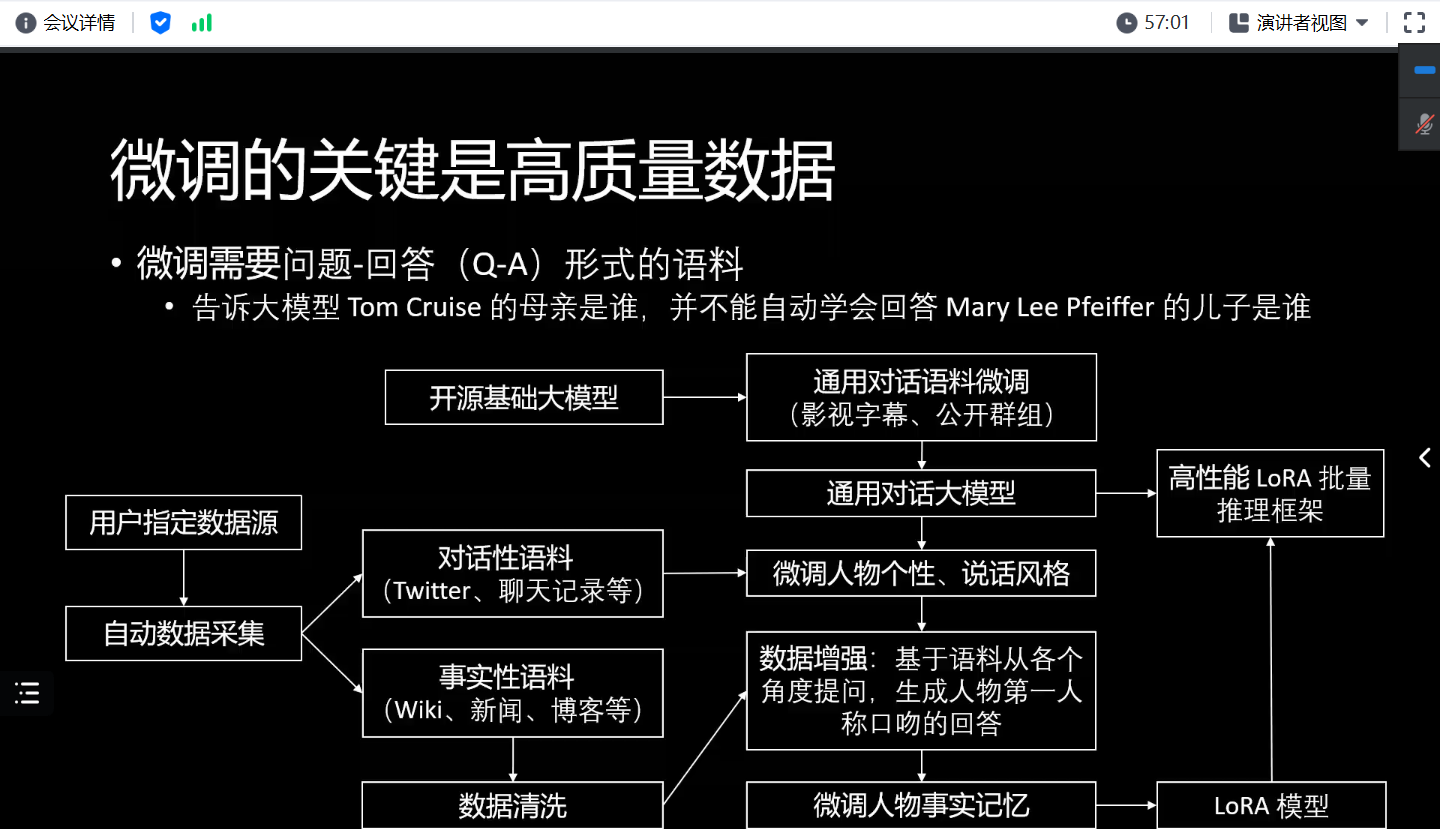 会议详情
57:01
演讲者视图
微调的关键是高质量数据
• 微调需要问题-回答（Q-A）形式的语料
• 告诉大模型 Tom Cruise 的母亲是谁，并不能自动学会回答 Mary Lee Pfeiffer 的儿子是谁
开源基础大模型
通用对话语料微调
（影视字幕、公开群组）
通用对话大模型
高性能 LoRA 批量
推理框架
用户指定数据源
对话性语料
（Twitter、聊天记录等）
微调人物个性、说话风格
自动数据采集
事实性语料
（Wiki、新闻、博客等）
数据增强：基于语料从各个
角度提问，生成人物第一人
称口吻的回答
数据清洗
微调人物事实记忆
LoRA 模型